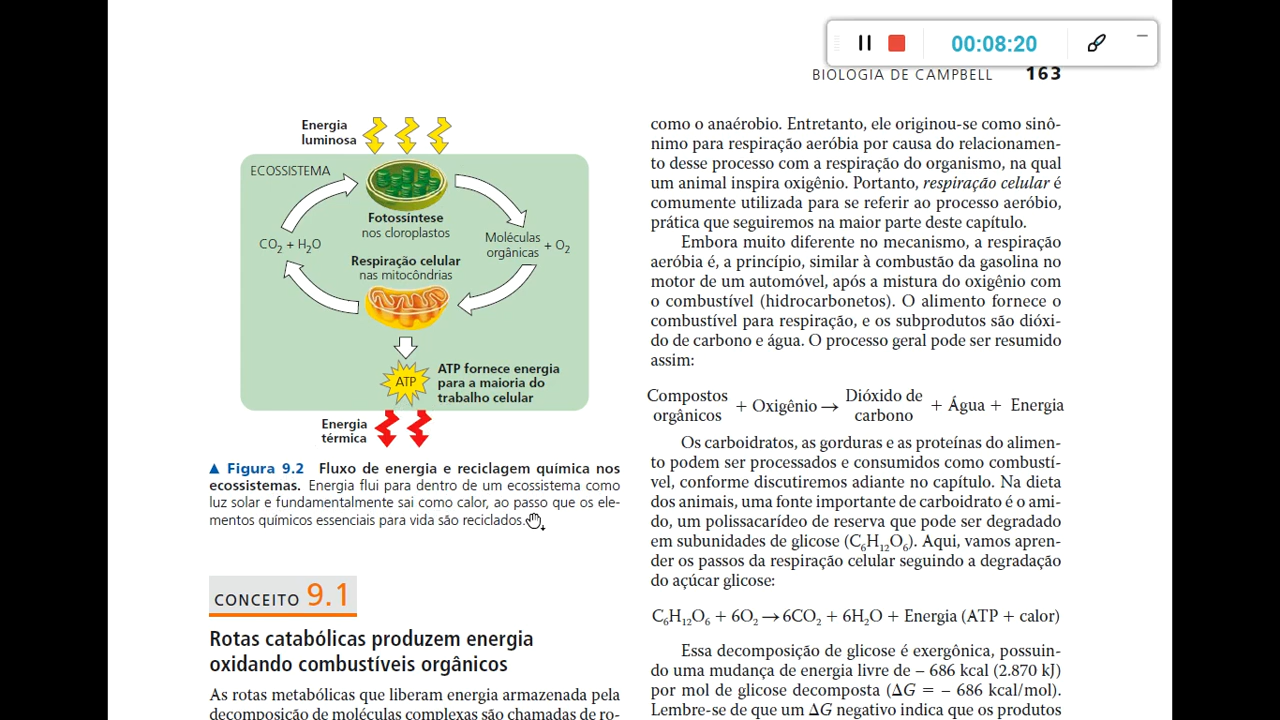 00:08:20
BIOLOGIA DE CAMPBELL 163
Energia
luminosa
ECOSSISTEMA
Fotossíntese
nos cloroplastos
CO2 + H2O
Moléculas
orgânicas + O2
Respiração celular
nas mitocôndrias
ATP
ATP fornece energia
para a maioria do
trabalho celular
Energia
térmica
▲ Figura 9.2 Fluxo de energia e reciclagem química nos
ecossistemas. Energia flui para dentro de um ecossistema como
luz solar e fundamentalmente sai como calor, ao passo que os ele-
mentos químicos essenciais para vida são reciclados.
CONCEITO 9.1
Rotas catabólicas produzem energia
oxidando combustíveis orgânicos
As rotas metabólicas que liberam energia armazenada pela
decomposição de moléculas complexas são chamadas de ro-
como o anaéróbio. Entretanto, ele originou-se como sinô-
nimo para respiração aeróbia por causa do relacionamen-
to desse processo com a respiração do organismo, na qual
um animal inspira oxigênio. Portanto, respiração celular é
comumente utilizada para se referir ao processo aeróbio,
prática que seguiremos na maior parte deste capítulo.
Embora muito diferente no mecanismo, a respiração
aeróbia é, a princípio, similar à combustão da gasolina no
motor de um automóvel, após a mistura do oxigênio com
o combustível (hidrocarbonetos). O alimento fornece o
combustível para respiração, e os subprodutos são dióxi-
do de carbono e água. O processo geral pode ser resumido
assim:
Compostos
orgânicos + Oxigênio → Dióxido de
carbono + Água + Energia
Os carboidratos, as gorduras e as proteínas do alimen-
to podem ser processados e consumidos como combustí-
vel, conforme discutiremos adiante no capítulo. Na dieta
dos animais, uma fonte importante de carboidrato é o ami-
do, um polissacarídeo de reserva que pode ser degradado
em subunidades de glicose (C6H12O6). Aqui, vamos apren-
der os passos da respiração celular seguindo a degradação
do açúcar glicose:
C6H12O6 + 6O2 → 6CO2 + 6H2O + Energia (ATP + calor)
Essa decomposição de glicose é exergônica, possuin-
do uma mudança de energia livre de – 686 kcal (2.870 kJ)
por mol de glicose decomposta (ΔG = – 686 kcal/mol).
Lembre-se de que um ΔG negativo indica que os produtos